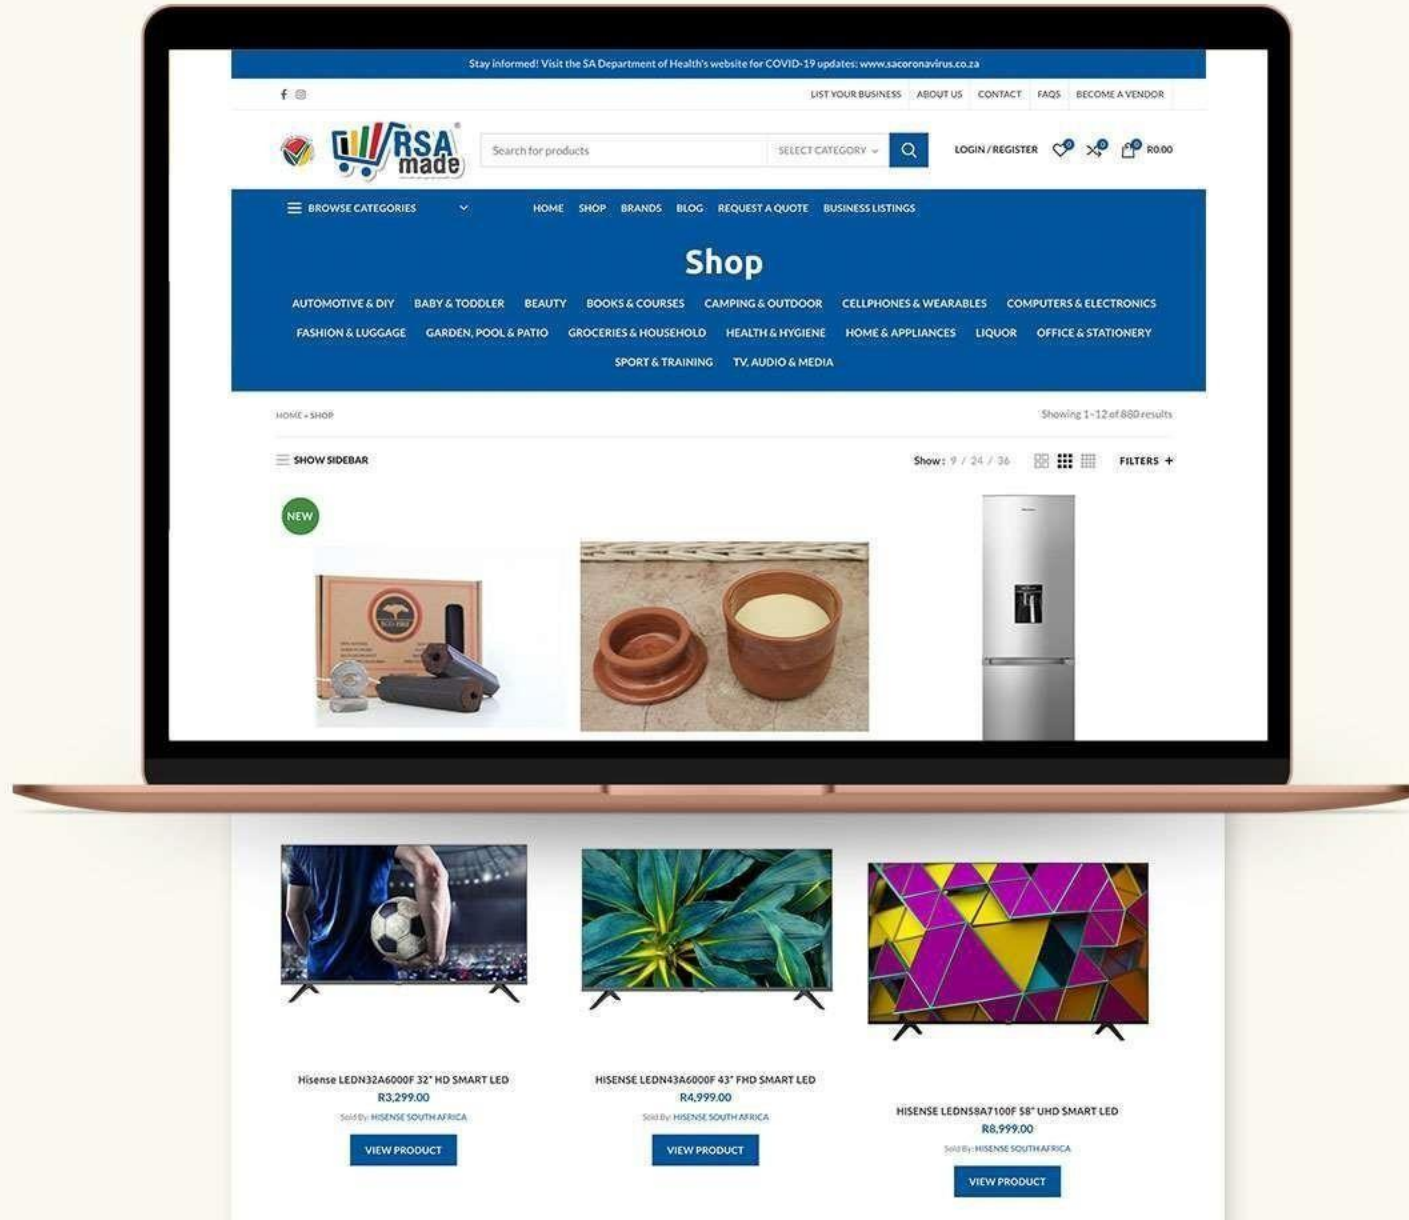 Stay informed! Visit the SA Department of Health's website for COVID-19 updates: www.sacoronavirus.co.za
LIST YOUR BUSINESS ABOUT US CONTACT FAQS BECOME A VENDOR
RSA
made
Search for products SELECT CATEGORY LOGIN / REGISTER 0 0 0 R0.00
BROWSE CATEGORIES HOME SHOP BRANDS BLOG REQUEST A QUOTE BUSINESS LISTINGS
Shop
AUTOMOTIVE & DIY BABY & TODDLER BEAUTY BOOKS & COURSES CAMPING & OUTDOOR CELLPHONES & WEARABLES COMPUTERS & ELECTRONICS
FASHION & LUGGAGE GARDEN, POOL & PATIO GROCERIES & HOUSEHOLD HEALTH & HYGIENE HOME & APPLIANCES LIQUOR OFFICE & STATIONERY
SPORT & TRAINING TV, AUDIO & MEDIA
HOME » SHOP Showing 1–12 of 880 results
SHOW SIDEBAR Show : 9 / 24 / 36 FILTERS +
NEW
Hisense LEDN32A6000F 32" HD SMART LED
R3,299.00
Sold By: HISENSE SOUTH AFRICA
VIEW PRODUCT
HISENSE LEDN43A6000F 43" FHD SMART LED
R4,999.00
Sold By: HISENSE SOUTH AFRICA
VIEW PRODUCT
HISENSE LEDN58A7100F 58" UHD SMART LED
R8,999.00
Sold By: HISENSE SOUTH AFRICA
VIEW PRODUCT